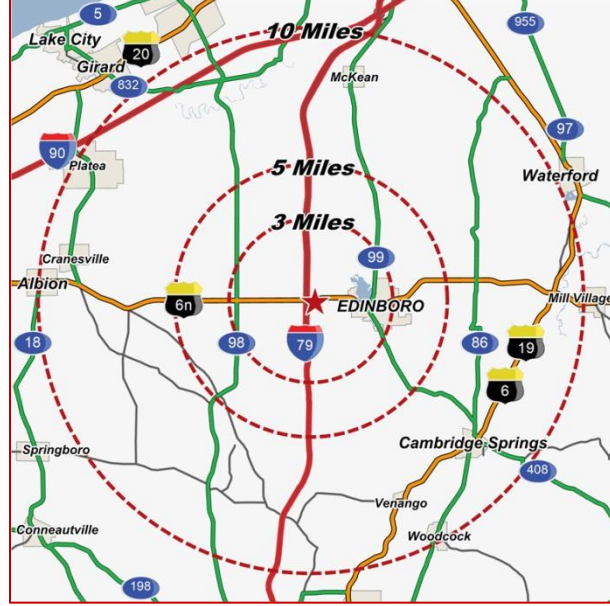 5
955
Lake City
20
10 Miles
Girard
832
McKean
97
90
Platea
5 Miles
Waterford
3 Miles
99
Cranesville
Albion
6n
EDINBORO
Mill Village
18
98
79
86
19
6
Cambridge Springs
Springboro
408
Venango
Conneautville
Woodcock
198